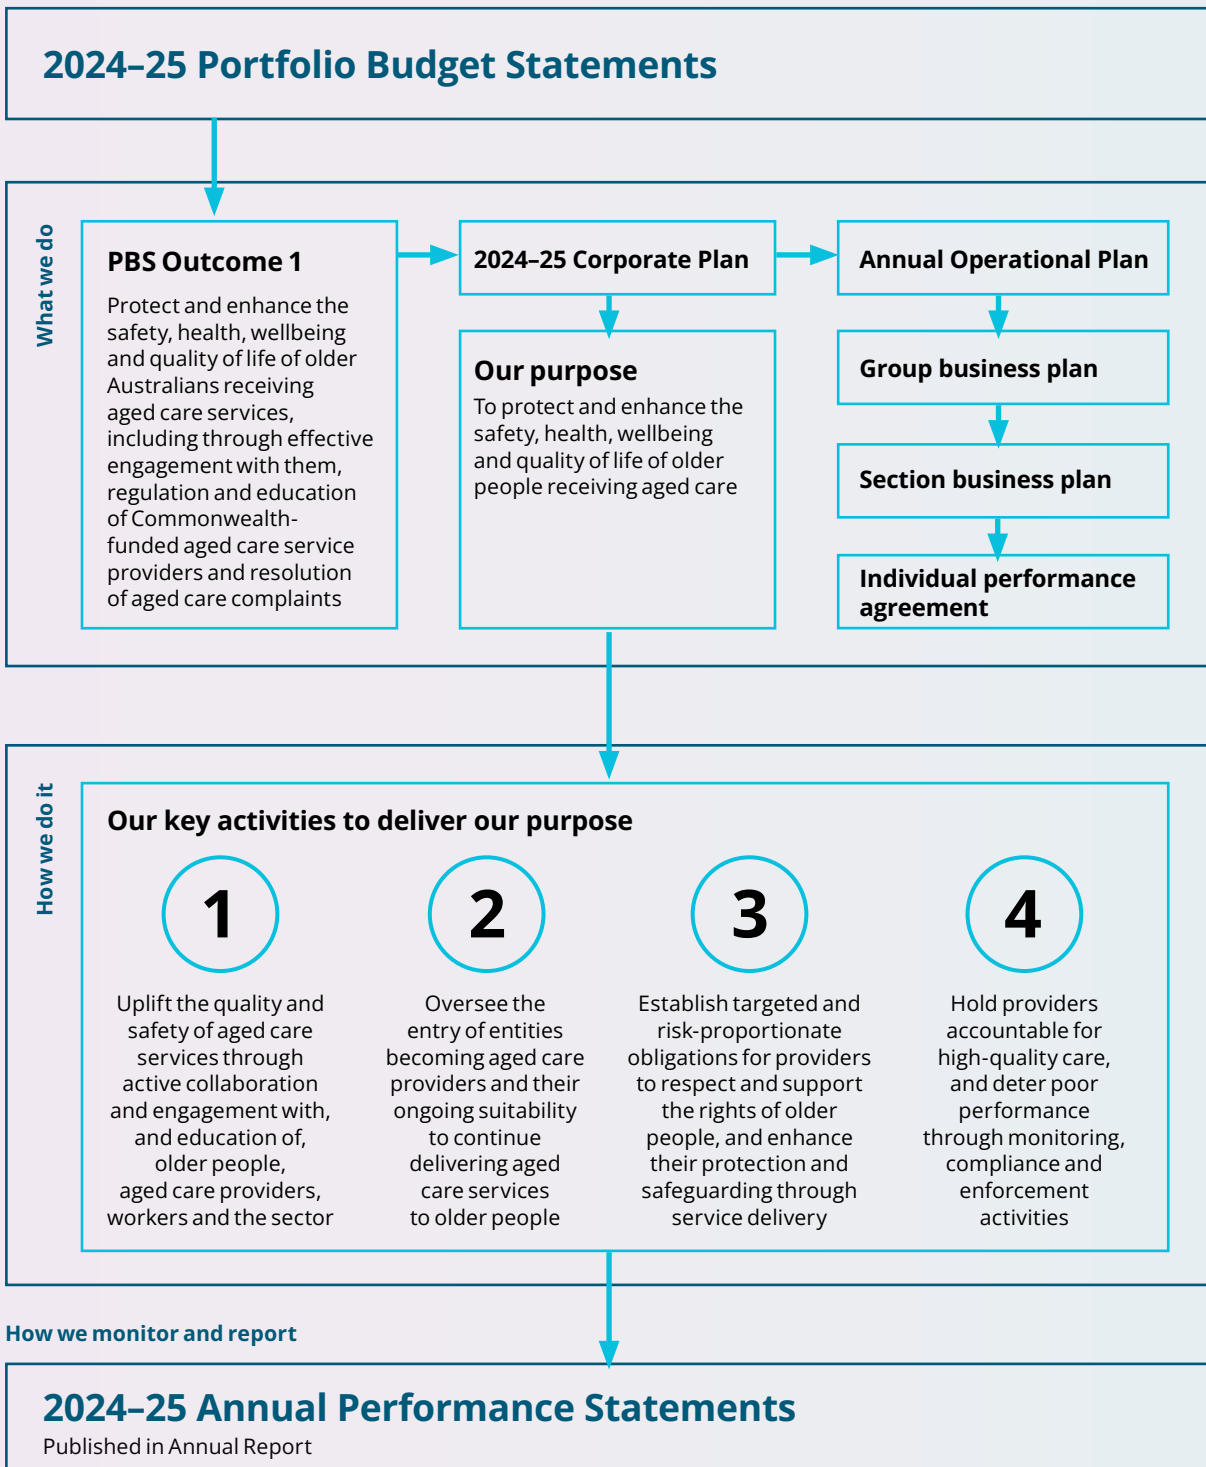 2024–25 Portfolio Budget Statements
What we do
PBS Outcome 1
Protect and enhance the
safety, health, wellbeing
and quality of life of older
Australians receiving
aged care services,
including through effective
engagement with them,
regulation and education
of Commonwealth-
funded aged care service
providers and resolution
of aged care complaints
2024–25 Corporate Plan
Our purpose
To protect and enhance the
safety, health, wellbeing
and quality of life of older
people receiving aged care
Annual Operational Plan
Group business plan
Section business plan
Individual performance
agreement
How we do it
Our key activities to deliver our purpose
1
Uplift the quality and
safety of aged care
services through
active collaboration
and engagement with,
and education of,
older people,
aged care providers,
workers and the sector
2
Oversee the
entry of entities
becoming aged care
providers and their
ongoing suitability
to continue
delivering aged
care services
to older people
3
Establish targeted and
risk-proportionate
obligations for providers
to respect and support
the rights of older
people, and enhance
their protection and
safeguarding through
service delivery
4
Hold providers
accountable for
high-quality care,
and deter poor
performance
through monitoring,
compliance and
enforcement
activities
How we monitor and report
2024–25 Annual Performance Statements
Published in Annual Report